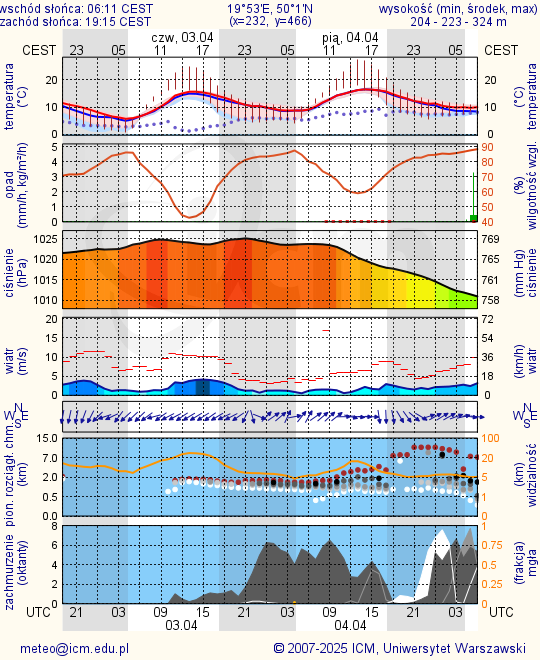 wschód słońca: 06:11 CEST
zachód słońca: 19:15 CEST
19°53'E, 50°1'N
(x=232, y=466)
wysokość (min, środek, max)
204 - 223 - 324 m
czw, 03.04
pią, 04.04
CEST 23 05 11 17 23 05 11 17 23 05 CEST
temperatura
(°C)
20
10
0
20
10
0
temperatura
(°C)
opad
(mm/h, kg/m²/h)
5
4
3
2
1
0
90
80
70
60
50
40
(%)
wilgotność wzgl.
ciśnienie
(hPa)
1025
1020
1015
1010
769
765
761
758
(mm Hg)
ciśnienie
wiatr
(m/s)
20
15
10
5
0
72
54
36
18
0
(km/h)
wiatr
N
W E
S
N
W E
S
pion. rozciągł. chm.
(km)
15.0
7.0
2.0
0.5
0.0
100
20
5
1
0
(km)
widzialność
zachmurzenie
(oktanty)
8
6
4
2
0
1
0.75
0.5
0.25
0
(frakcja)
mgła
UTC 21 03 09 15 21 03 09 15 21 03 UTC
03.04
04.04
meteo@icm.edu.pl
© 2007-2025 ICM, Uniwersytet Warszawski